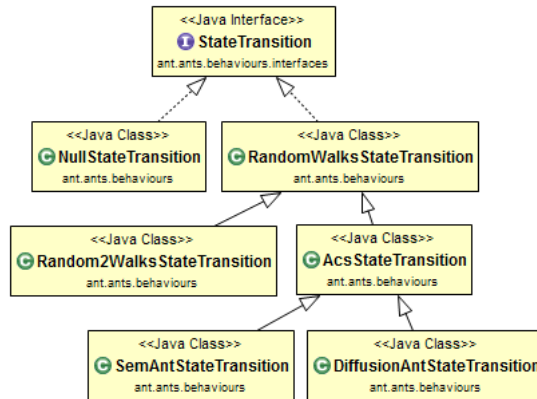 <<Java Interface>>
I StateTransition
ant.ants.behaviours.interfaces
<<Java Class>>
C NullStateTransition
ant.ants.behaviours
<<Java Class>>
C RandomWalksStateTransition
ant.ants.behaviours
<<Java Class>>
C Random2WalksStateTransition
ant.ants.behaviours
<<Java Class>>
C AcsStateTransition
ant.ants.behaviours
<<Java Class>>
C SemAntStateTransition
ant.ants.behaviours
<<Java Class>>
C DiffusionAntStateTransition
ant.ants.behaviours